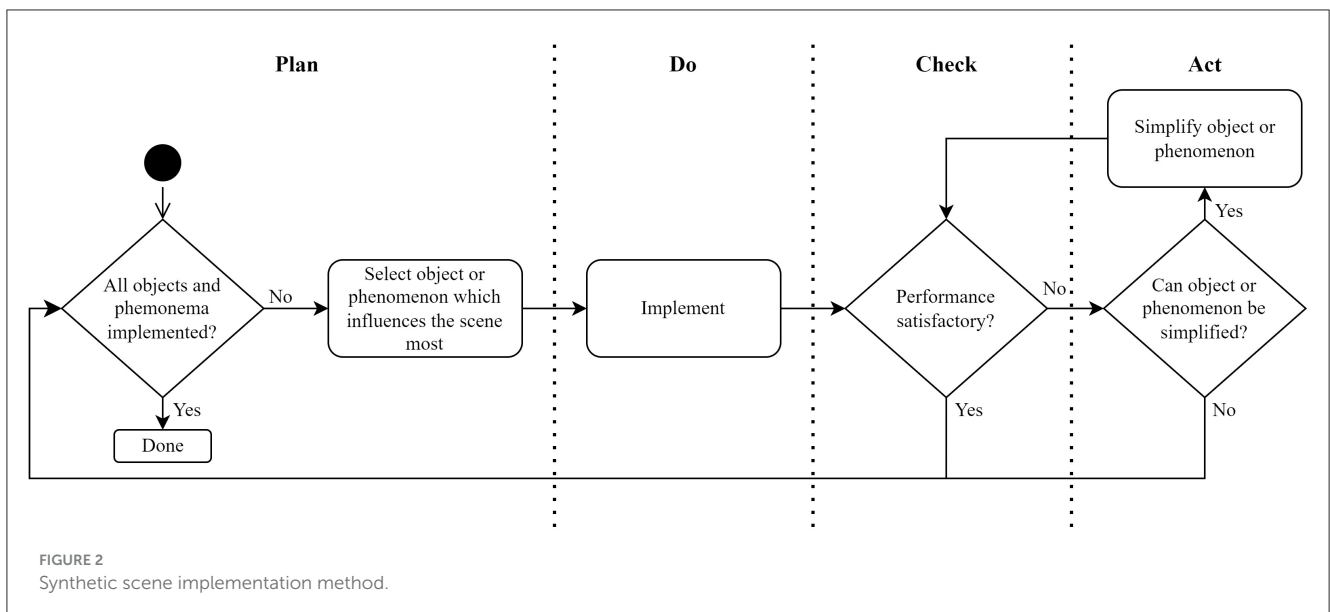 Plan
Do
Check
Act
Simplify object or
phenomenon
Yes
All objects and
phemonema
implemented?
No
Select object or
phenomenon which
influences the scene
most
Implement
Performance
satisfactory?
No
Can object or
phenomenon be
simplified?
Yes
Done
Yes
No
FIGURE 2
Synthetic scene implementation method.